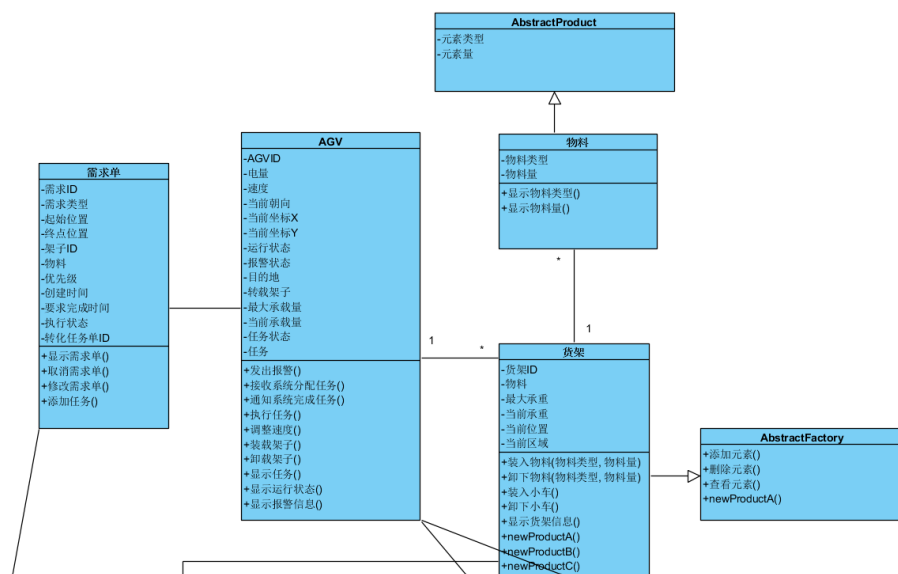 AbstractProduct
-元素类型
-元素量
物料
-物料类型
-物料量
+显示物料类型()
+显示物料量()
AGV
-AGVID
-电量
-速度
-当前朝向
-当前坐标X
-当前坐标Y
-运行状态
-报警状态
-目的地
-转载架子
-最大承载量
-当前承载量
-任务状态
-任务
+发出报警()
+接收系统分配任务()
+通知系统完成任务()
+执行任务()
+调整速度()
+装载架子()
+卸载架子()
+显示任务()
+显示运行状态()
+显示报警信息()
需求单
-需求ID
-需求类型
-起始位置
-终点位置
-架子ID
-物料
-优先级
-创建时间
-要求完成时间
-执行状态
-转化任务单ID
+显示需求单()
+取消需求单()
+修改需求单()
+添加任务()
*
1
1
*
货架
-货架ID
-物料
-最大承重
-当前承重
-当前位置
-当前区域
+装入物料(物料类型, 物料量)
+卸下物料(物料类型, 物料量)
+装入小车()
+卸下小车()
+显示货架信息()
+newProductA()
+newProductB()
+newProductC()
AbstractFactory
+添加元素()
+删除元素()
+查看元素()
+newProductA()